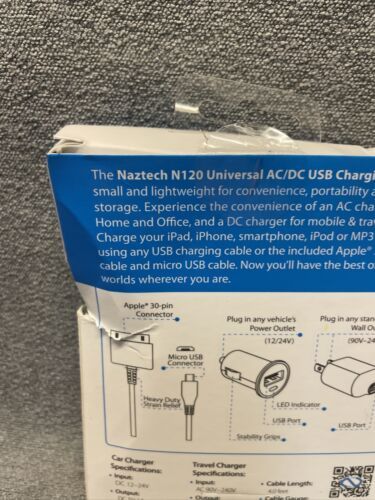 The Naztech N120 Universal AC/DC USB Chargi
small and lightweight for convenience, portability a
storage. Experience the convenience of an AC cha
Home and Office, and a DC charger for mobile & tra
Charge your iPad, iPhone, smartphone, iPod or MP3
using any USB charging cable or the included Apple®
cable and micro USB cable. Now you'll have the best o
worlds wherever you are.
Apple® 30-pin
Connector
Micro USB
Connector
Heavy Duty
Strain Relief
Plug in any vehicle's
Power Outlet
(12/24V)
LED Indicator
USB Port
Stability Grips
Plug in any stan
Wall Ou
(90V-24
USB Port
Car Charger
Specifications:
• Input:
DC 12~24V
• Output:
Travel Charger
Specifications:
• Input:
AC 90V~240V
• Output:
Cable Length:
4.0 feet
Cable Gauge: